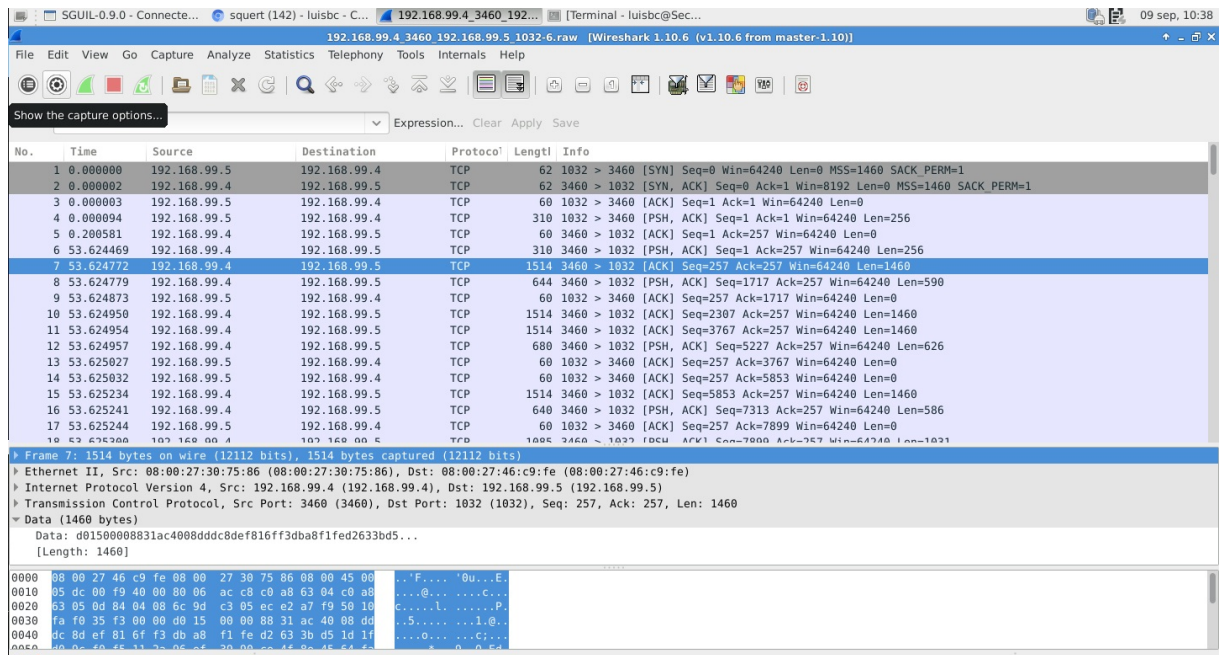 SGUIL-0.9.0 - Connecte... squert (142) - luisbc - C... 192.168.99.4_3460_192... [Terminal - luisbc@Sec... 09 sep, 10:38
192.168.99.4_3460_192.168.99.5_1032-6.raw [Wireshark 1.10.6 (v1.10.6 from master-1.10)]
File Edit View Go Capture Analyze Statistics Telephony Tools Internals Help
Show the capture options...
Expression... Clear Apply Save
No. Time Source Destination Protocol Lengtl Info
1 0.000000 192.168.99.5 192.168.99.4 TCP 62 1032 > 3460 [SYN] Seq=0 Win=64240 Len=0 MSS=1460 SACK_PERM=1
2 0.000002 192.168.99.4 192.168.99.5 TCP 62 3460 > 1032 [SYN, ACK] Seq=0 Ack=1 Win=8192 Len=0 MSS=1460 SACK_PERM=1
3 0.000003 192.168.99.5 192.168.99.4 TCP 60 1032 > 3460 [ACK] Seq=1 Ack=1 Win=64240 Len=0
4 0.000094 192.168.99.5 192.168.99.4 TCP 310 1032 > 3460 [PSH, ACK] Seq=1 Ack=1 Win=64240 Len=256
5 0.200581 192.168.99.4 192.168.99.5 TCP 60 3460 > 1032 [ACK] Seq=1 Ack=257 Win=64240 Len=0
6 53.624469 192.168.99.4 192.168.99.5 TCP 310 3460 > 1032 [PSH, ACK] Seq=1 Ack=257 Win=64240 Len=256
7 53.624772 192.168.99.4 192.168.99.5 TCP 1514 3460 > 1032 [ACK] Seq=257 Ack=257 Win=64240 Len=1460
8 53.624779 192.168.99.4 192.168.99.5 TCP 644 3460 > 1032 [PSH, ACK] Seq=1717 Ack=257 Win=64240 Len=590
9 53.624873 192.168.99.5 192.168.99.4 TCP 60 1032 > 3460 [ACK] Seq=257 Ack=1717 Win=64240 Len=0
10 53.624950 192.168.99.4 192.168.99.5 TCP 1514 3460 > 1032 [ACK] Seq=2307 Ack=257 Win=64240 Len=1460
11 53.624954 192.168.99.4 192.168.99.5 TCP 1514 3460 > 1032 [ACK] Seq=3767 Ack=257 Win=64240 Len=1460
12 53.624957 192.168.99.4 192.168.99.5 TCP 680 3460 > 1032 [PSH, ACK] Seq=5227 Ack=257 Win=64240 Len=626
13 53.625027 192.168.99.5 192.168.99.4 TCP 60 1032 > 3460 [ACK] Seq=257 Ack=3767 Win=64240 Len=0
14 53.625032 192.168.99.5 192.168.99.4 TCP 60 1032 > 3460 [ACK] Seq=257 Ack=5853 Win=64240 Len=0
15 53.625234 192.168.99.4 192.168.99.5 TCP 1514 3460 > 1032 [ACK] Seq=5853 Ack=257 Win=64240 Len=1460
16 53.625241 192.168.99.4 192.168.99.5 TCP 640 3460 > 1032 [PSH, ACK] Seq=7313 Ack=257 Win=64240 Len=586
17 53.625244 192.168.99.5 192.168.99.4 TCP 60 1032 > 3460 [ACK] Seq=257 Ack=7899 Win=64240 Len=0
18 53.625300 192.168.99.4 192.168.99.5 TCP 1085 3460 > 1032 [PSH, ACK] Seq=7899 Ack=257 Win=64240 Len=1031
Frame 7: 1514 bytes on wire (12112 bits), 1514 bytes captured (12112 bits)
Ethernet II, Src: 08:00:27:30:75:86 (08:00:27:30:75:86), Dst: 08:00:27:46:c9:fe (08:00:27:46:c9:fe)
Internet Protocol Version 4, Src: 192.168.99.4 (192.168.99.4), Dst: 192.168.99.5 (192.168.99.5)
Transmission Control Protocol, Src Port: 3460 (3460), Dst Port: 1032 (1032), Seq: 257, Ack: 257, Len: 1460
Data (1460 bytes)
Data: d01500008831ac4008dddc8def816ff3dba8f1fed2633bd5...
[Length: 1460]
0000 08 00 27 46 c9 fe 08 00 27 30 75 86 08 00 45 00 ..'F.... '0u...E.
0010 05 dc 00 f9 40 00 80 06 ac c8 c0 a8 63 04 c0 a8 ....@... ....c...
0020 63 05 0d 84 04 08 6c 9d c3 05 ec e2 a7 f9 50 10 c.....l. ......P.
0030 fa f0 35 f3 00 00 d0 15 00 00 88 31 ac 40 08 dd ..5..... ...1.@..
0040 dc 8d ef 81 6f f3 db a8 f1 fe d2 63 3b d5 1d 1f ....o... ...c;...